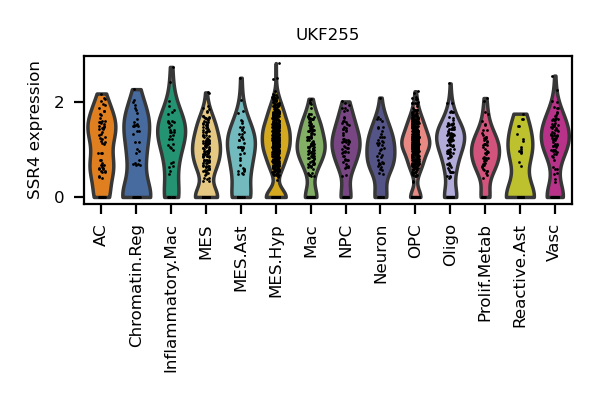 UKF255
SSR4 expression
2
0
AC
Chromatin.Reg
Inflammatory.Mac
MES
MES.Ast
MES.Hyp
Mac
NPC
Neuron
OPC
Oligo
Prolif.Metab
Reactive.Ast
Vasc